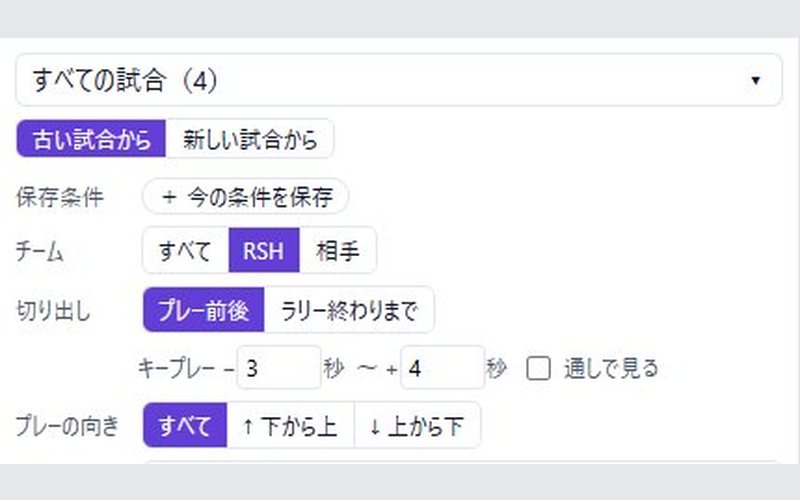 すべての試合（4） ▼
古い試合から 新しい試合から
保存条件 ＋ 今の条件を保存
チーム すべて RSH 相手
切り出し プレー前後 ラリー終わりまで
キープレー − 3 秒 〜 + 4 秒 通しで見る
プレーの向き すべて ↑ 下から上 ↓ 上から下